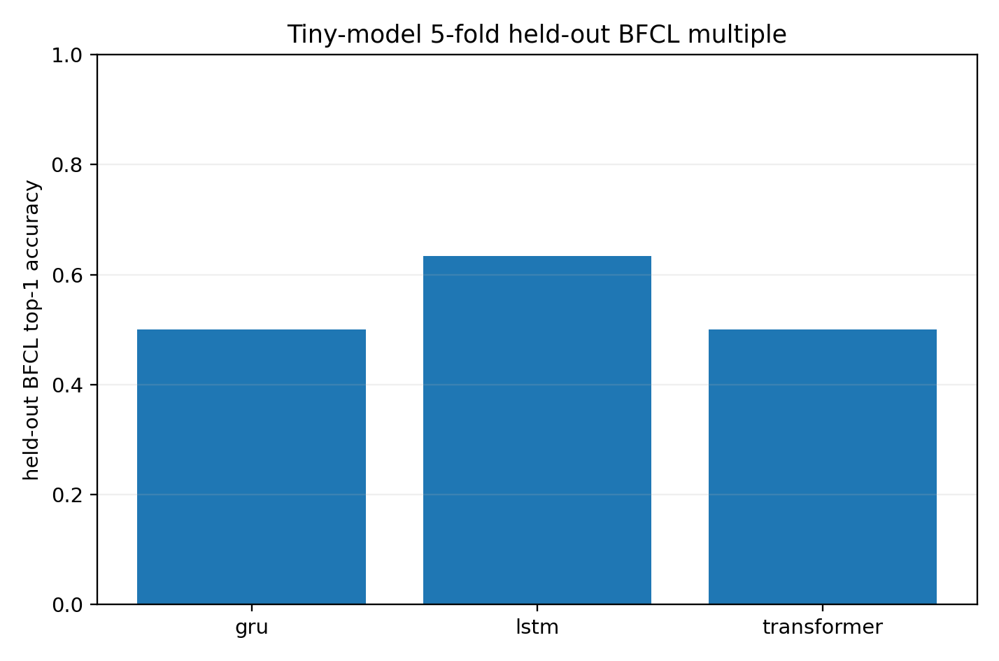 Tiny-model 5-fold held-out BFCL multiple
held-out BFCL top-1 accuracy
1.0
0.8
0.6
0.4
0.2
0.0
gru
lstm
transformer